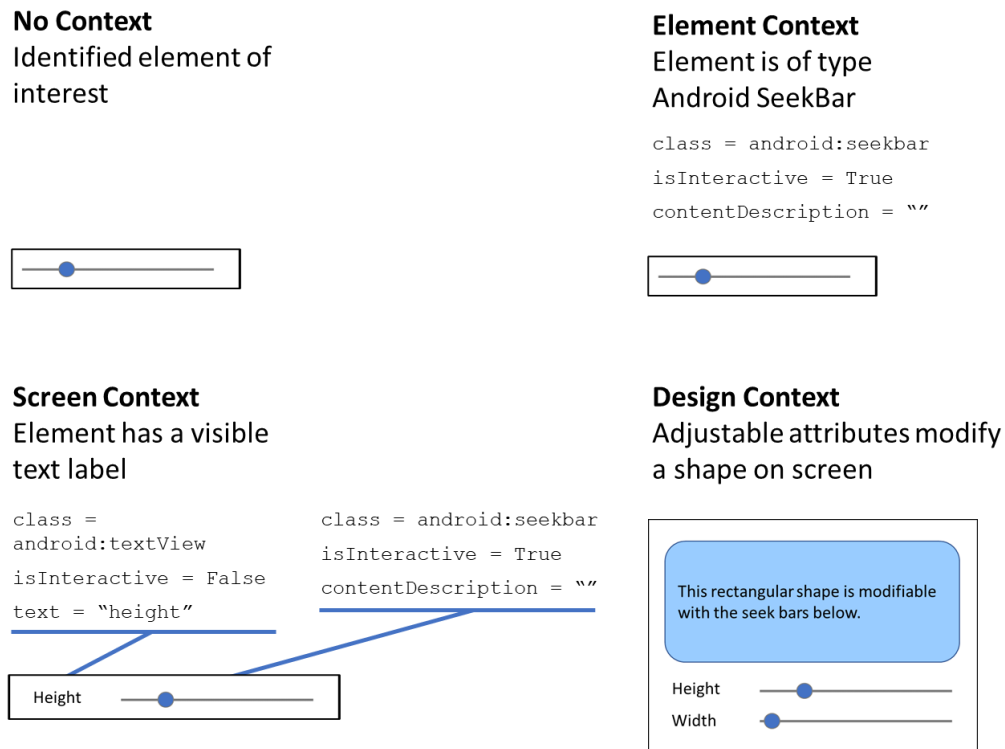 No Context
Identified element of
interest
Element Context
Element is of type
Android SeekBar
class = android:seekbar
isInteractive = True
contentDescription = “”
Screen Context
Element has a visible
text label
class =
android:textView
isInteractive = False
text = “height”
class = android:seekbar
isInteractive = True
contentDescription = “”
Height
Design Context
Adjustable attributes modify
a shape on screen
This rectangular shape is modifiable
with the seek bars below.
Height
Width